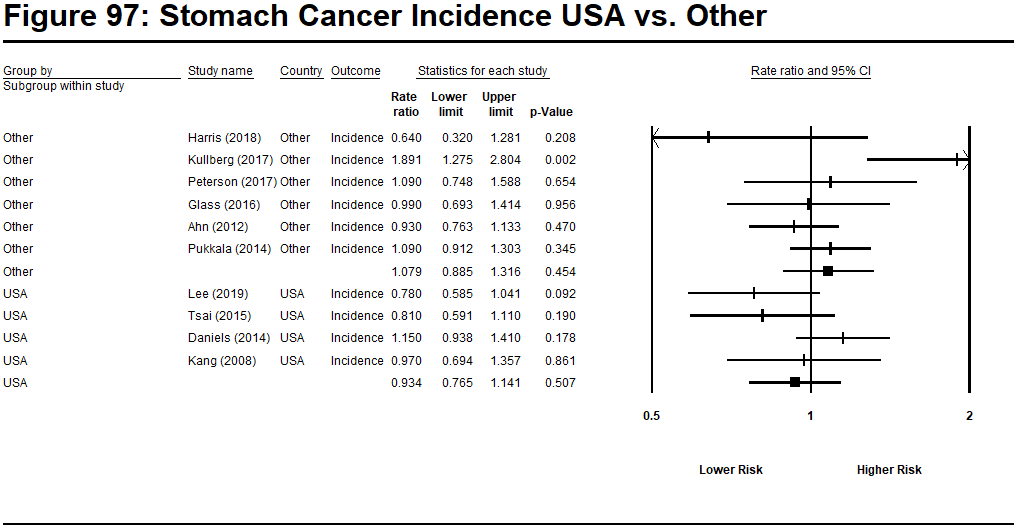 Figure 97: Stomach Cancer Incidence USA vs. Other
Group by Study name Country Outcome Statistics for each study Rate ratio and 95% CI
Subgroup within study
Rate Lower Upper
ratio limit limit p-Value
Other Harris (2018) Other Incidence 0.640 0.320 1.281 0.208
Other Kullberg (2017) Other Incidence 1.891 1.275 2.804 0.002
Other Peterson (2017) Other Incidence 1.090 0.748 1.588 0.654
Other Glass (2016) Other Incidence 0.990 0.693 1.414 0.956
Other Ahn (2012) Other Incidence 0.930 0.763 1.133 0.470
Other Pukkala (2014) Other Incidence 1.090 0.912 1.303 0.345
Other 1.079 0.885 1.316 0.454
USA Lee (2019) USA Incidence 0.780 0.585 1.041 0.092
USA Tsai (2015) USA Incidence 0.810 0.591 1.110 0.190
USA Daniels (2014) USA Incidence 1.150 0.938 1.410 0.178
USA Kang (2008) USA Incidence 0.970 0.694 1.357 0.861
USA 0.934 0.765 1.141 0.507
0.5 1 2
Lower Risk Higher Risk